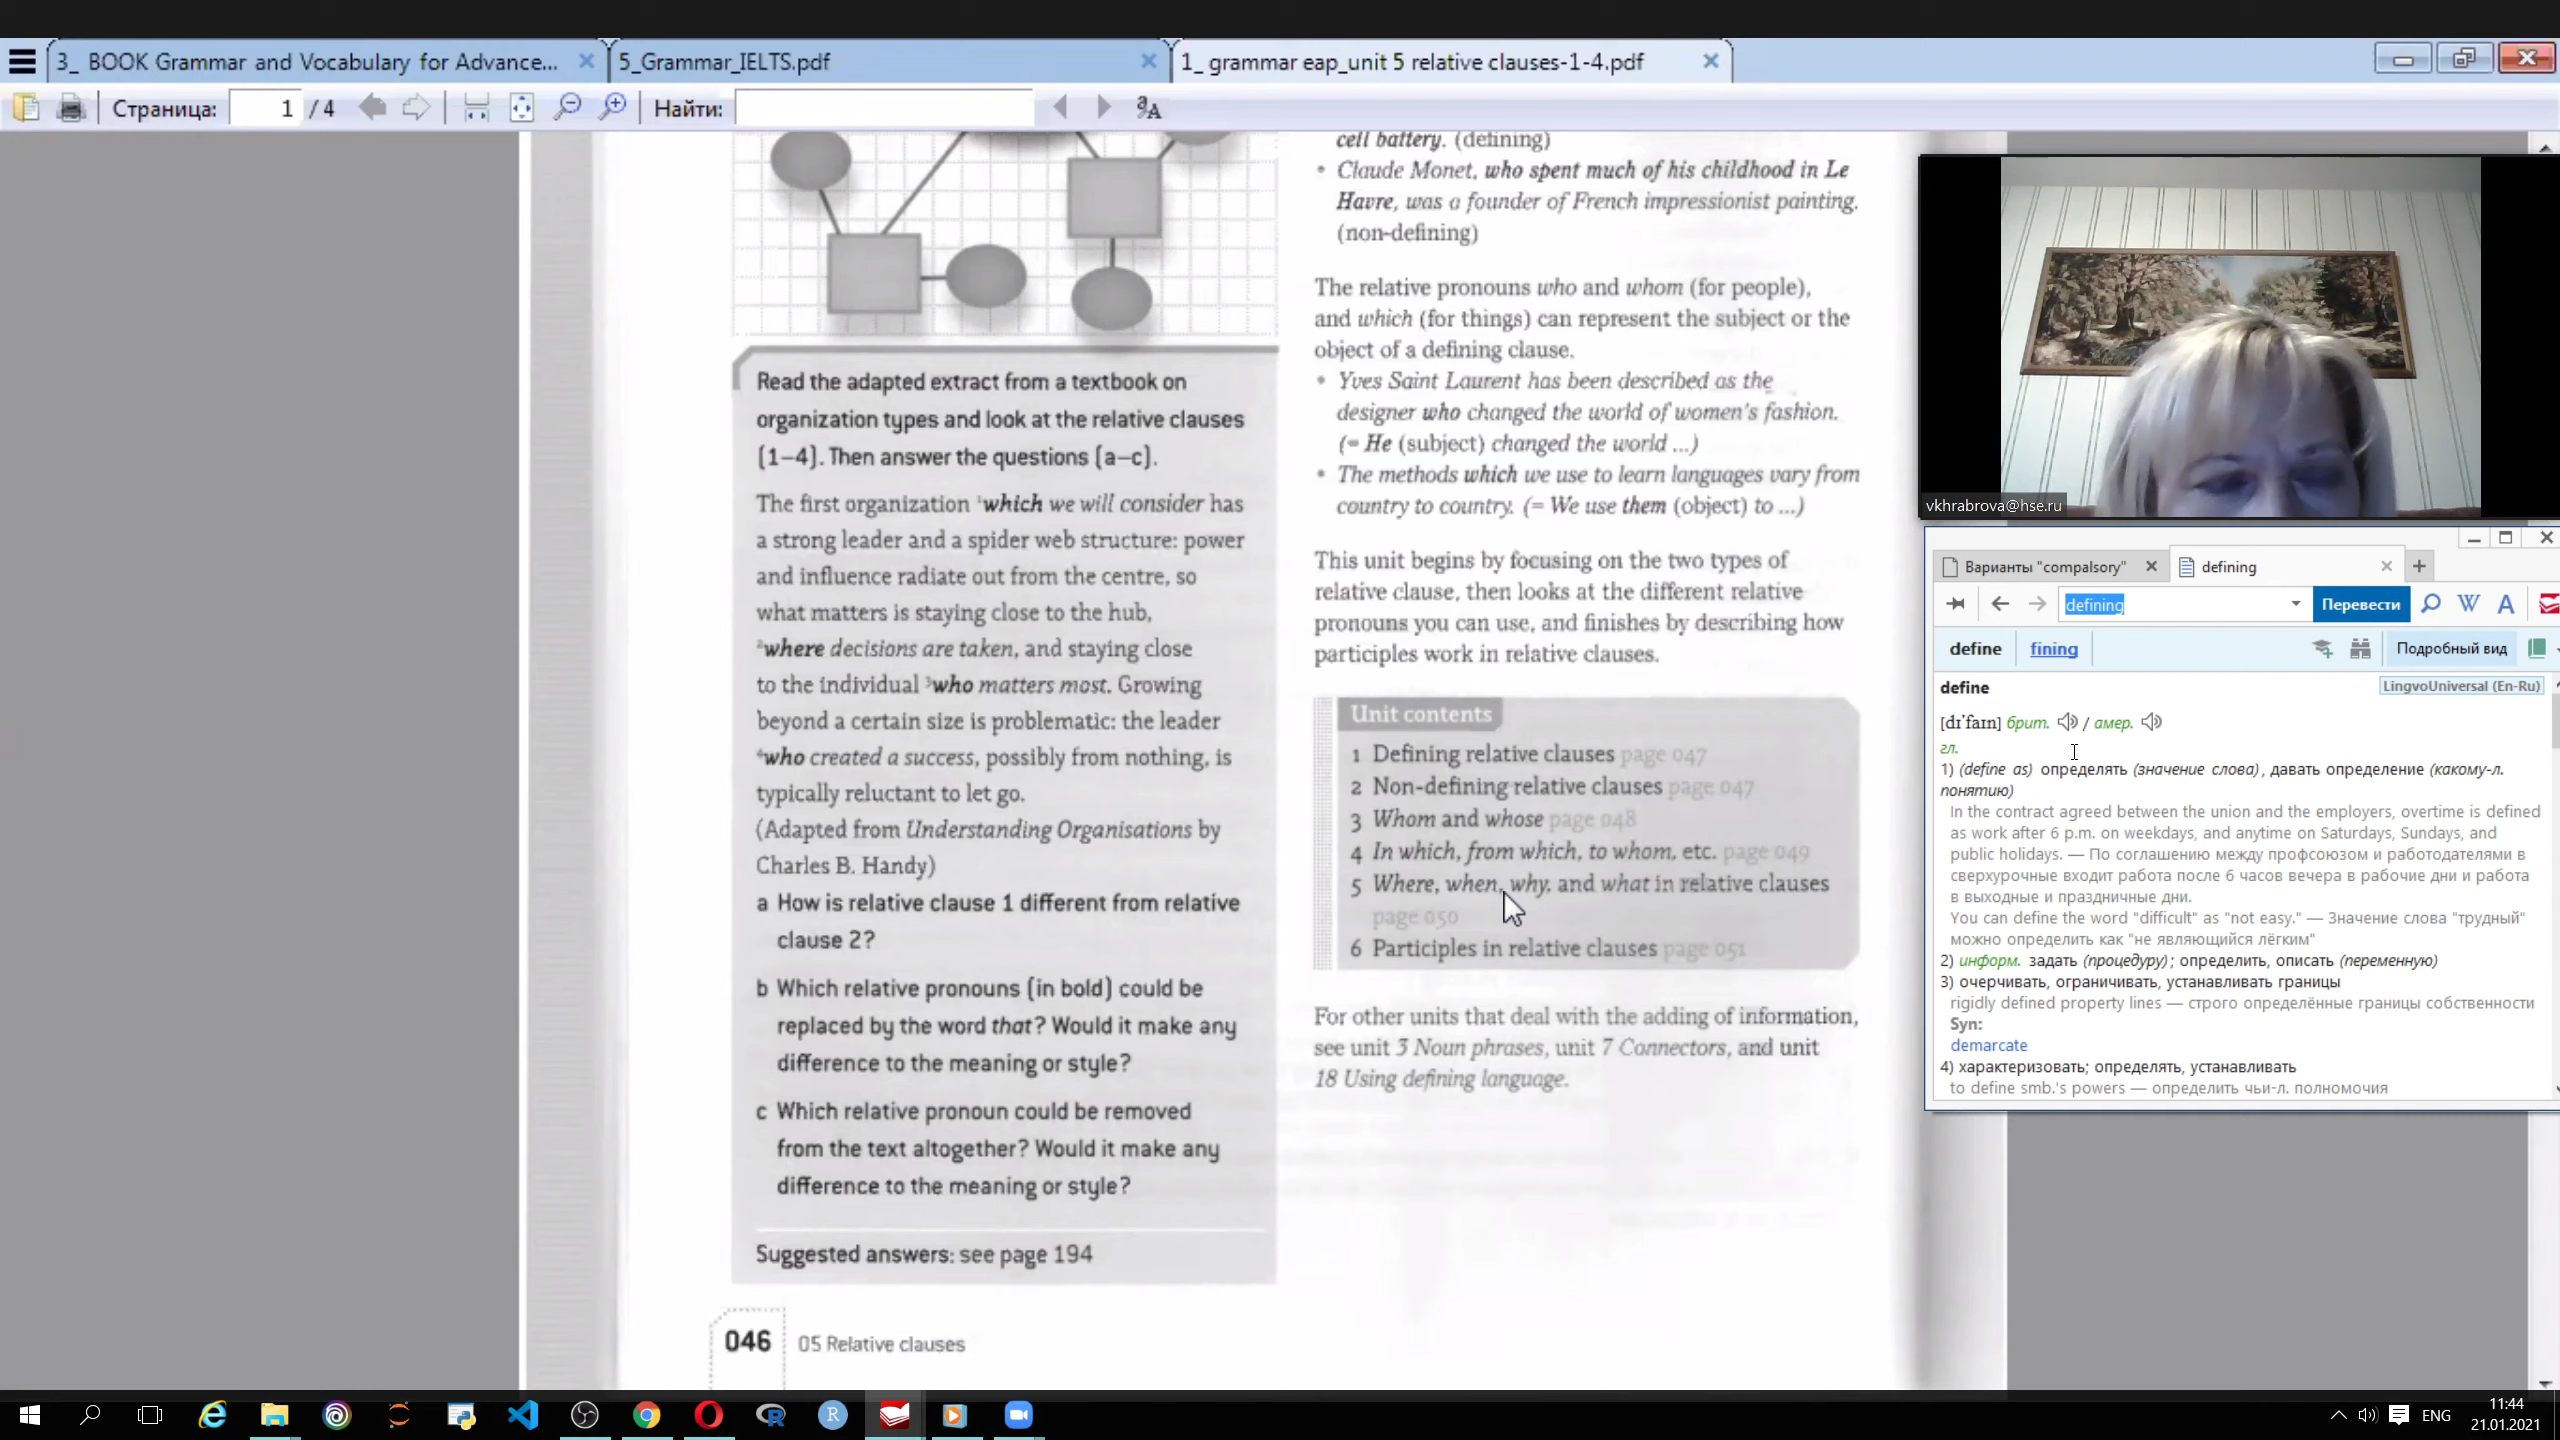 3_ BOOK Grammar and Vocabulary for Advance...
5_Grammar_IELTS.pdf
1_ grammar eap_unit 5 relative clauses-1-4.pdf
Страница: 1 / 4
Найти:
Read the adapted extract from a textbook on
organization types and look at the relative clauses
(1–4). Then answer the questions (a–c).
The first organization ¹which we will consider has
a strong leader and a spider web structure: power
and influence radiate out from the centre, so
what matters is staying close to the hub,
²where decisions are taken, and staying close
to the individual ³who matters most. Growing
beyond a certain size is problematic: the leader
⁴who created a success, possibly from nothing, is
typically reluctant to let go.
(Adapted from Understanding Organisations by
Charles B. Handy)
a How is relative clause 1 different from relative
clause 2?
b Which relative pronouns (in bold) could be
replaced by the word that? Would it make any
difference to the meaning or style?
c Which relative pronoun could be removed
from the text altogether? Would it make any
difference to the meaning or style?
Suggested answers: see page 194
046 05 Relative clauses
cell battery. (defining)
• Claude Monet, who spent much of his childhood in Le
Havre, was a founder of French impressionist painting.
(non-defining)
The relative pronouns who and whom (for people),
and which (for things) can represent the subject or the
object of a defining clause.
• Yves Saint Laurent has been described as the
designer who changed the world of women's fashion.
(= He (subject) changed the world ...)
• The methods which we use to learn languages vary from
country to country. (= We use them (object) to ...)
This unit begins by focusing on the two types of
relative clause, then looks at the different relative
pronouns you can use, and finishes by describing how
participles work in relative clauses.
Unit contents
1 Defining relative clauses page 047
2 Non-defining relative clauses page 047
3 Whom and whose page 048
4 In which, from which, to whom, etc. page 049
5 Where, when, why, and what in relative clauses
page 050
6 Participles in relative clauses page 051
For other units that deal with the adding of information,
see unit 3 Noun phrases, unit 7 Connectors, and unit
18 Using defining language.
vkhrabrova@hse.ru
Варианты "compalsory"
defining
defining
Перевести
define fining
Подробный вид
define
LingvoUniversal (En-Ru)
[dɪ'faɪn] брит. / амер.
гл.
1) (define as) определять (значение слова), давать определение (какому-л.
понятию)
In the contract agreed between the union and the employers, overtime is defined
as work after 6 p.m. on weekdays, and anytime on Saturdays, Sundays, and
public holidays. — По соглашению между профсоюзом и работодателями в
сверхурочные входит работа после 6 часов вечера в рабочие дни и работа
в выходные и праздничные дни.
You can define the word "difficult" as "not easy." — Значение слова "трудный"
можно определить как "не являющийся лёгким"
2) информ. задать (процедуру); определить, описать (переменную)
3) очерчивать, ограничивать, устанавливать границы
rigidly defined property lines — строго определённые границы собственности
Syn:
demarcate
4) характеризовать; определять, устанавливать
to define smb.'s powers — определить чьи-л. полномочия
ENG
11:44
21.01.2021